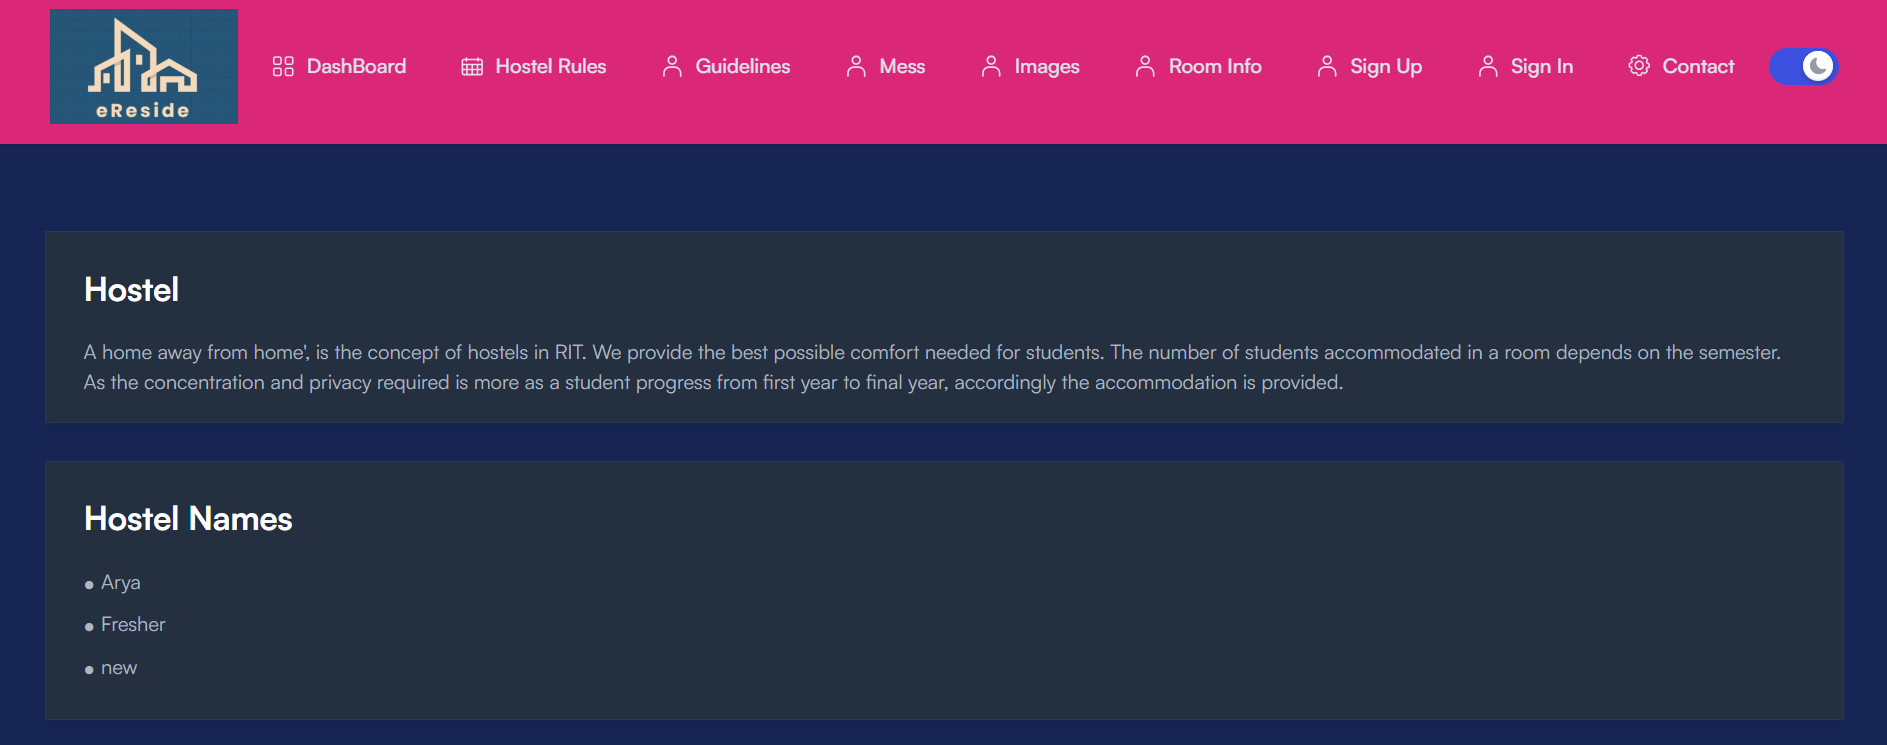 eReside
DashBoard
Hostel Rules
Guidelines
Mess
Images
Room Info
Sign Up
Sign In
Contact
Hostel
A home away from home', is the concept of hostels in RIT. We provide the best possible comfort needed for students. The number of students accommodated in a room depends on the semester.
As the concentration and privacy required is more as a student progress from first year to final year, accordingly the accommodation is provided.
Hostel Names
● Arya
● Fresher
● new